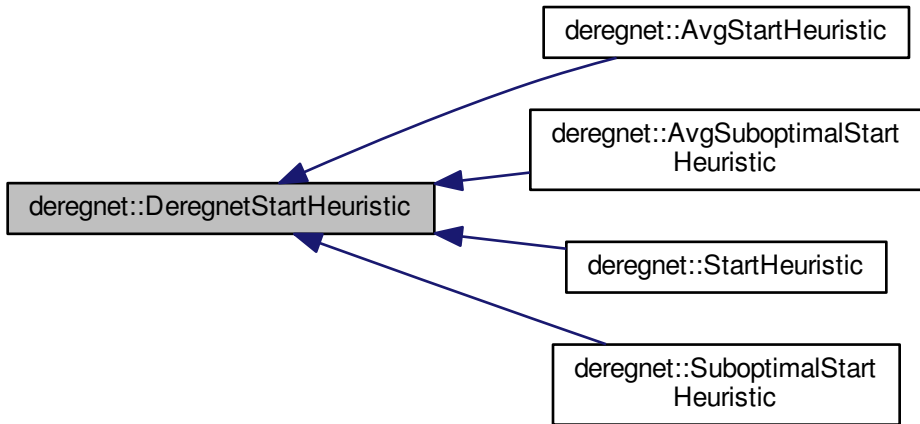 deregnet::AvgStartHeuristic
deregnet::AvgSuboptimalStart
Heuristic
deregnet::DeregnetStartHeuristic
deregnet::StartHeuristic
deregnet::SuboptimalStart
Heuristic